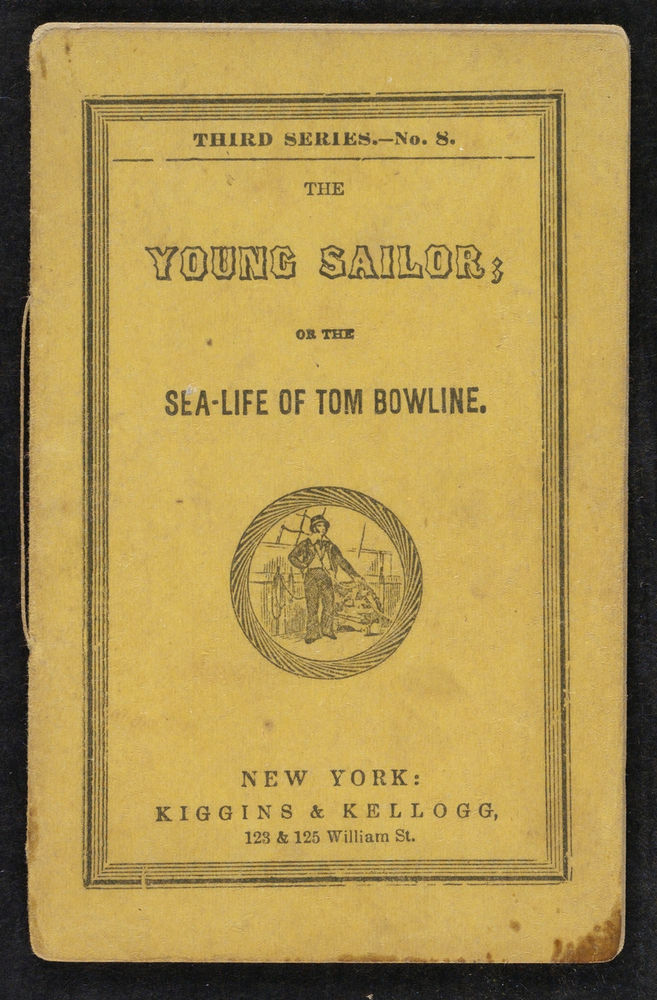 THIRD SERIES.—No. 8.
THE
YOUNG SAILOR;
OR THE
SEA-LIFE OF TOM BOWLINE.
NEW YORK:
KIGGINS & KELLOGG,
123 & 125 William St.